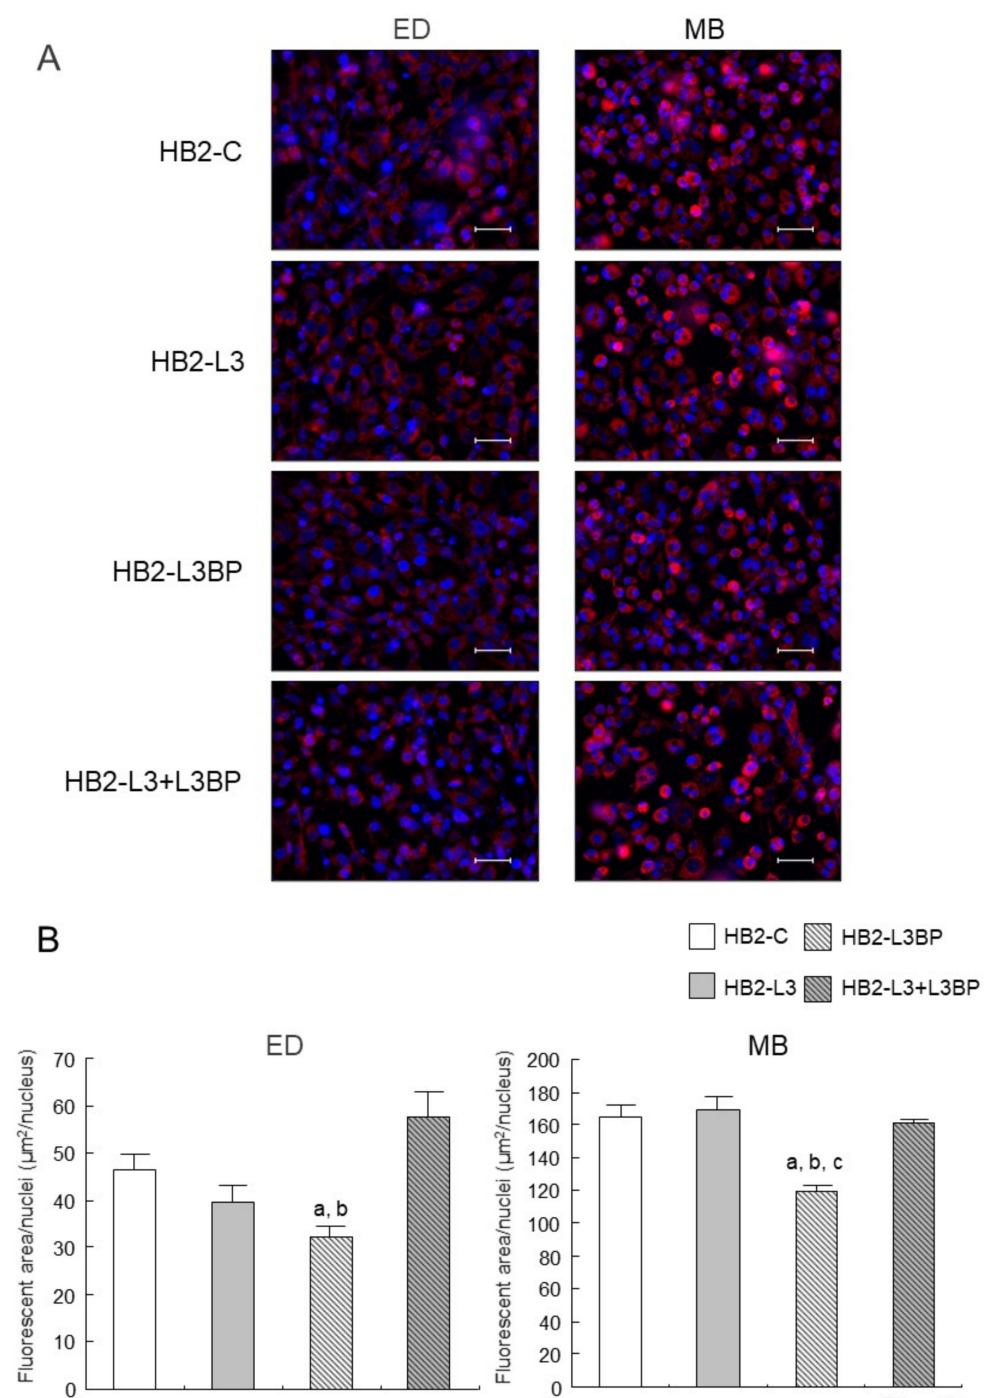 ED MB
A
HB2-C
HB2-L3
HB2-L3BP
HB2-L3+L3BP
B
HB2-C HB2-L3BP
HB2-L3 HB2-L3+L3BP
ED
Fluorescent area/nuclei (µm²/nucleus)
70
60
50
40
30
20
10
0
a, b
MB
Fluorescent area/nuclei (µm²/nucleus)
200
180
160
140
120
100
80
60
40
20
0
a, b, c